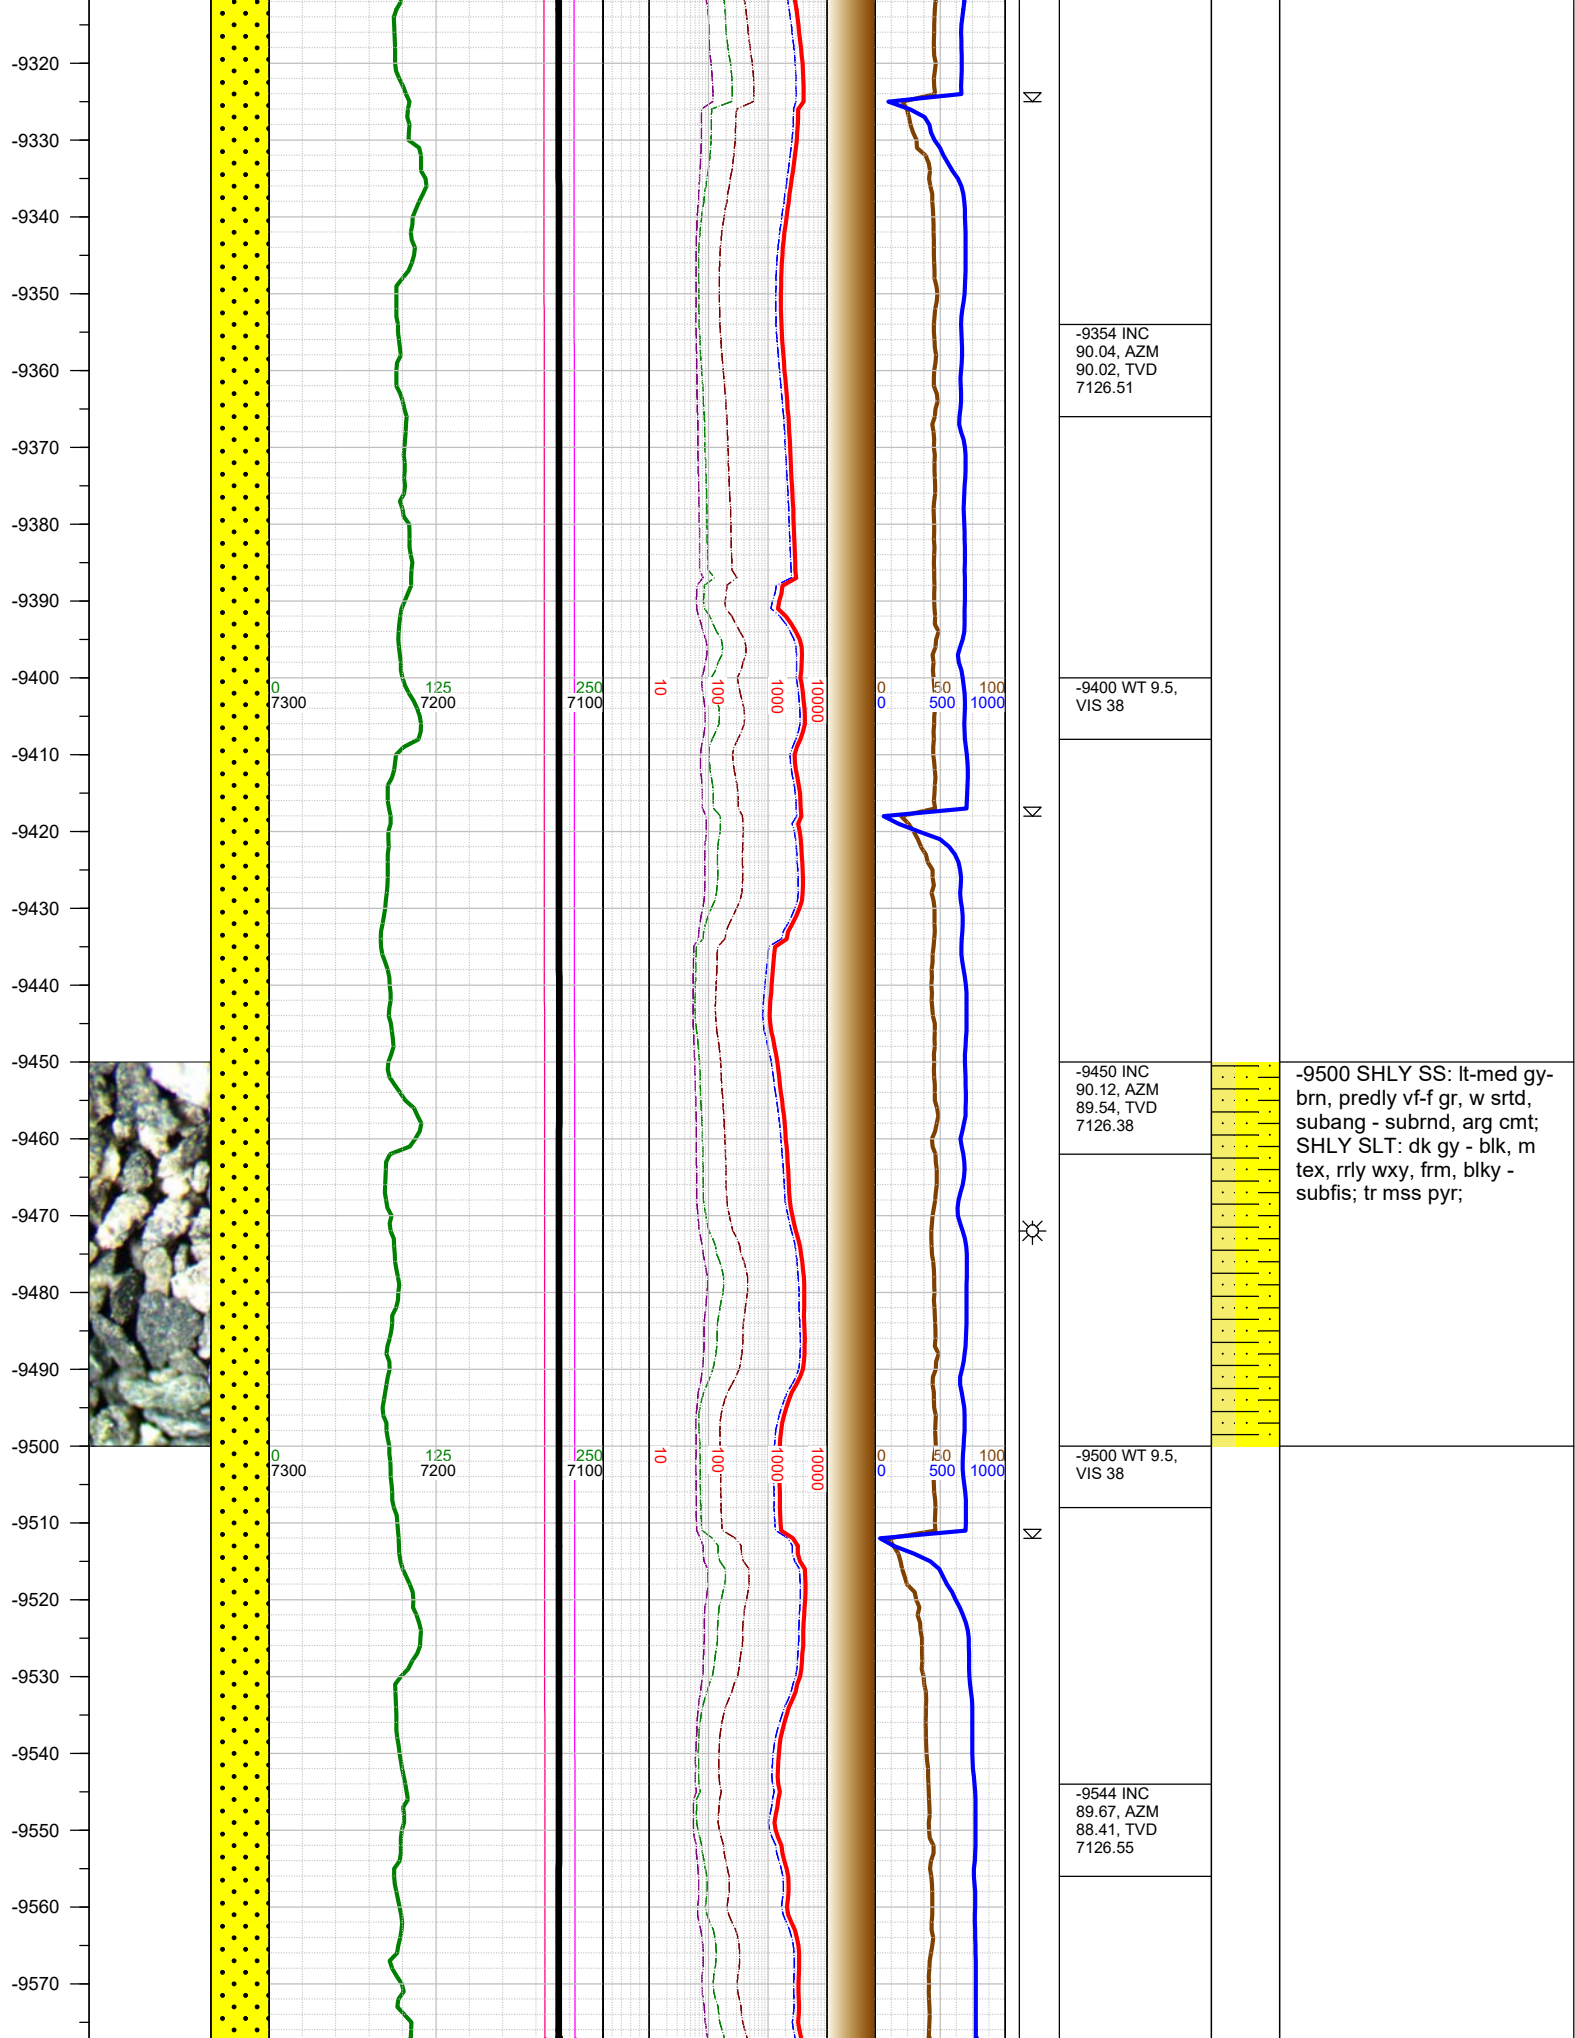 -9320
-9330
-9340
-9350
-9354 INC
90.04, AZM
90.02, TVD
7126.51
-9360
-9370
-9380
-9390
-9400
0 125 250 10 100 1000 10000 0 50 100
7300 7200 7100 0 500 1000
-9400 WT 9.5,
VIS 38
-9410
-9420
-9430
-9440
-9450
-9450 INC
90.12, AZM
89.54, TVD
7126.38
-9500 SHLY SS: lt-med gy-
brn, predly vf-f gr, w srtd,
subang - subrnd, arg cmt;
SHLY SLT: dk gy - blk, m
tex, rrly wxy, frm, blky -
subfis; tr mss pyr;
-9460
-9470
-9480
-9490
-9500
0 125 250 10 100 1000 10000 0 50 100
7300 7200 7100 0 500 1000
-9500 WT 9.5,
VIS 38
-9510
-9520
-9530
-9540
-9544 INC
89.67, AZM
88.41, TVD
7126.55
-9550
-9560
-9570